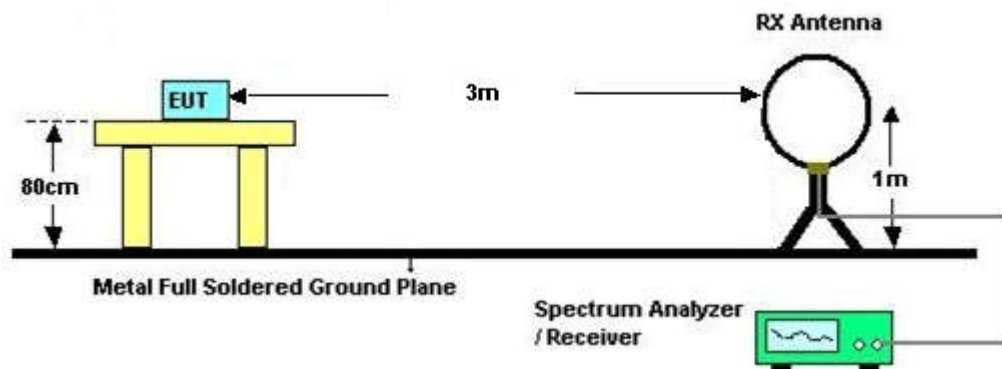 RX Antenna
EUT
3m
80cm
1m
Metal Full Soldered Ground Plane
Spectrum Analyzer
/ Receiver